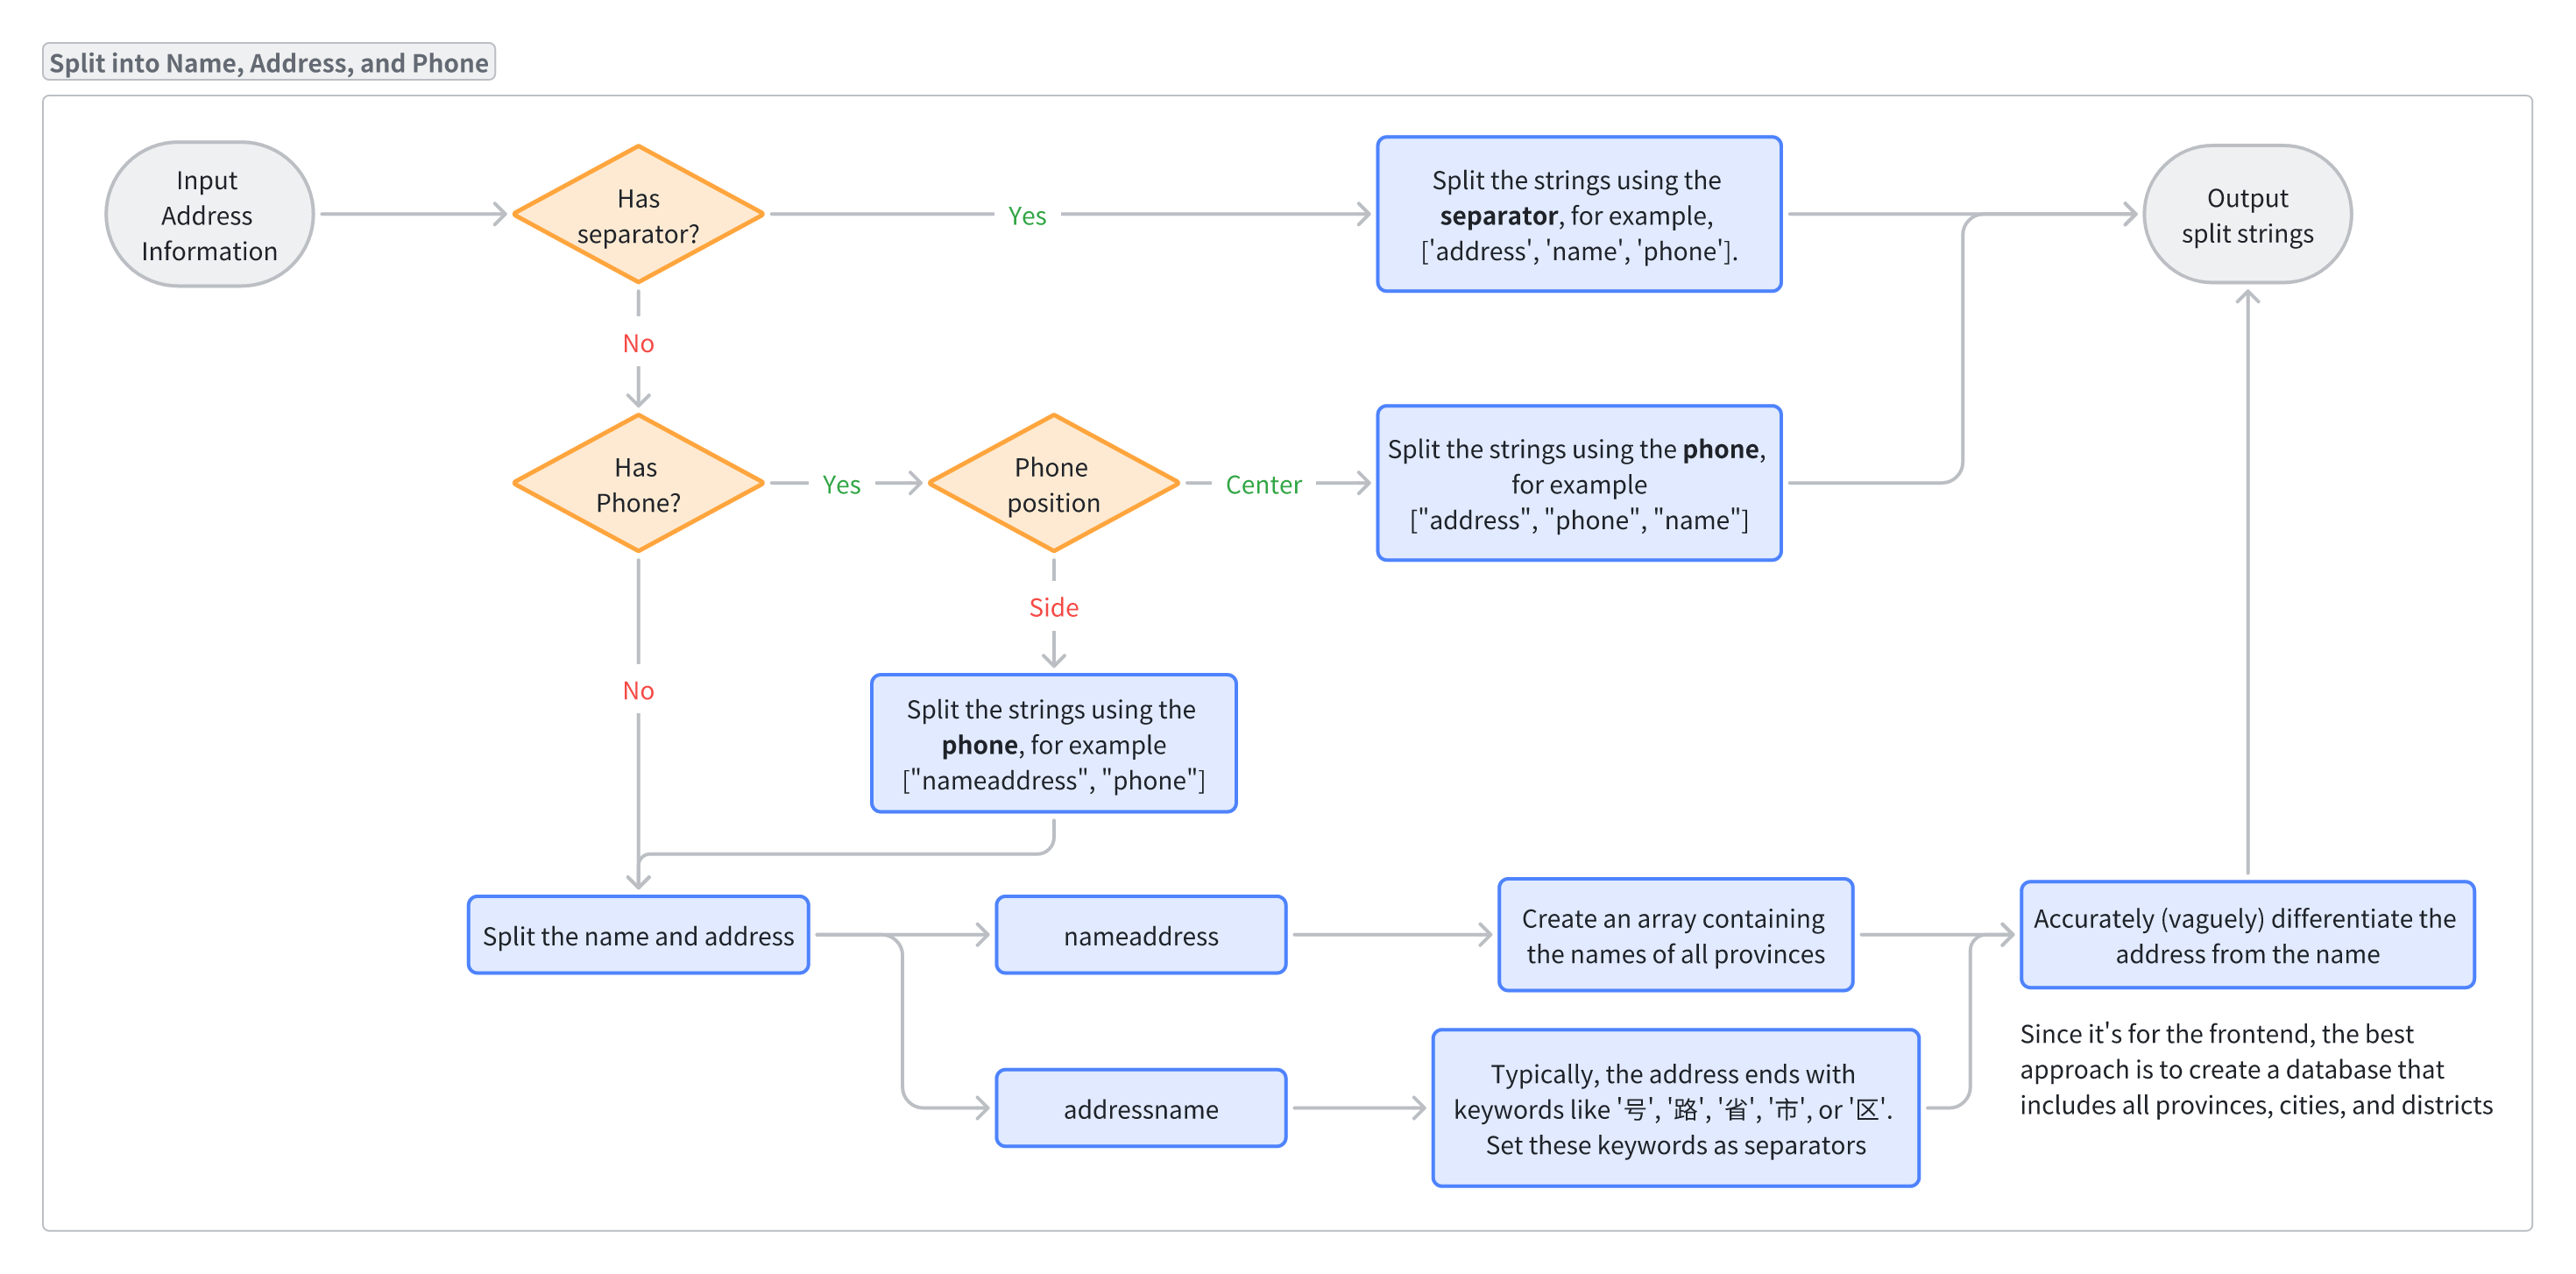 Split into Name, Address, and Phone
Input
Address
Information
Has
separator?
Yes
Split the strings using the
separator, for example,
['address', 'name', 'phone'].
Output
split strings
No
Has
Phone?
Yes
Phone
position
Center
Split the strings using the phone,
for example
["address", "phone", "name"]
Side
No
Split the strings using the
phone, for example
["nameaddress", "phone"]
Split the name and address
nameaddress
Create an array containing
the names of all provinces
Accurately (vaguely) differentiate the
address from the name
Since it's for the frontend, the best
approach is to create a database that
includes all provinces, cities, and districts
addressname
Typically, the address ends with
keywords like '号', '路', '省', '市', or '区'.
Set these keywords as separators